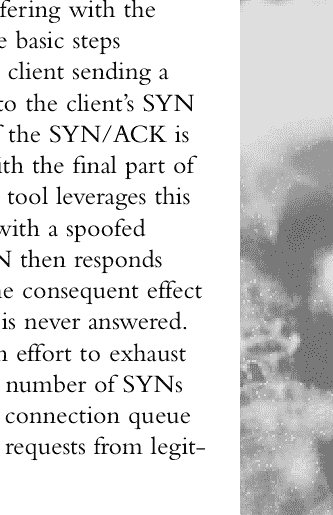 fering with the
basic steps
client sending a
to the client's SYN
the SYN/ACK is
ith the final part of
tool leverages this
with a spoofed
N then responds
consequent effect
is never answered.
effort to exhaust
number of SYNs
connection queue
requests from legit-